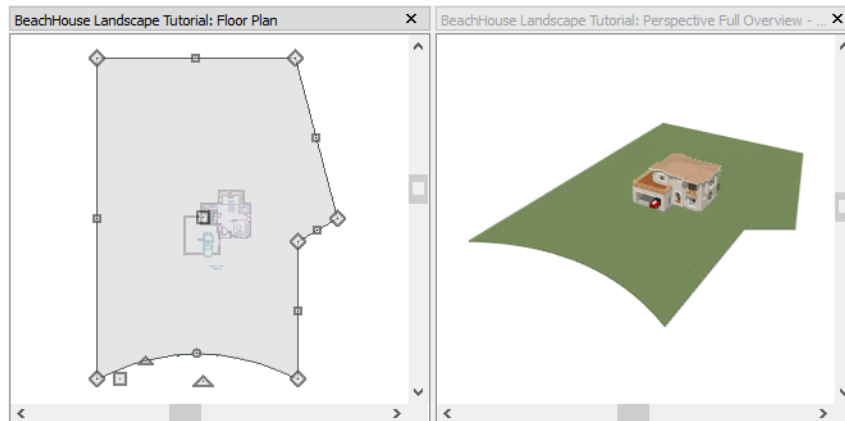 BeachHouse Landscape Tutorial: Floor Plan
BeachHouse Landscape Tutorial: Perspective Full Overview - ...